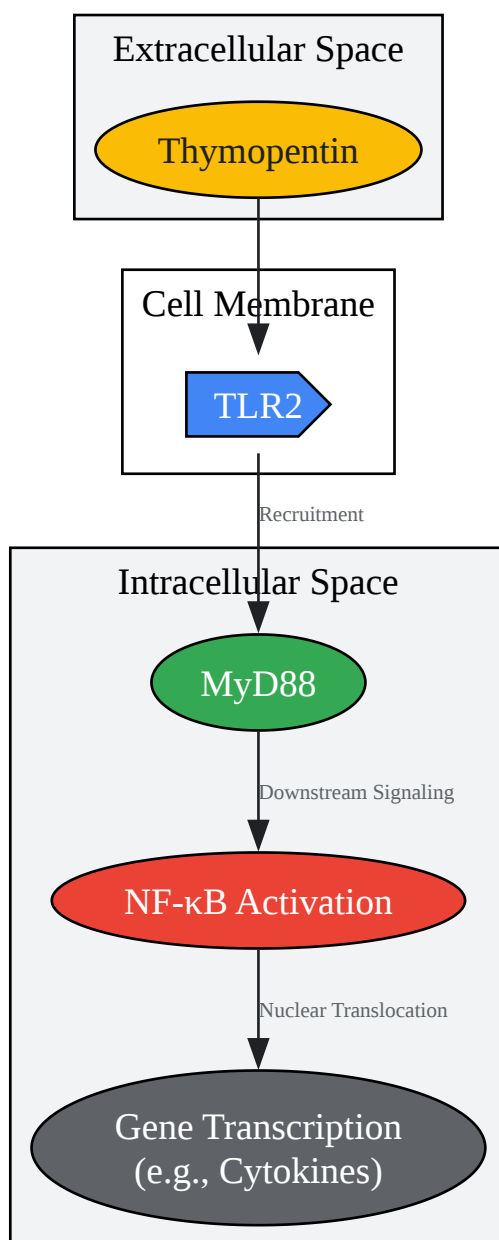 Extracellular Space
Thymopentin
Cell Membrane
TLR2
Recruitment
Intracellular Space
MyD88
Downstream Signaling
NF-κB Activation
Nuclear Translocation
Gene Transcription
(e.g., Cytokines)